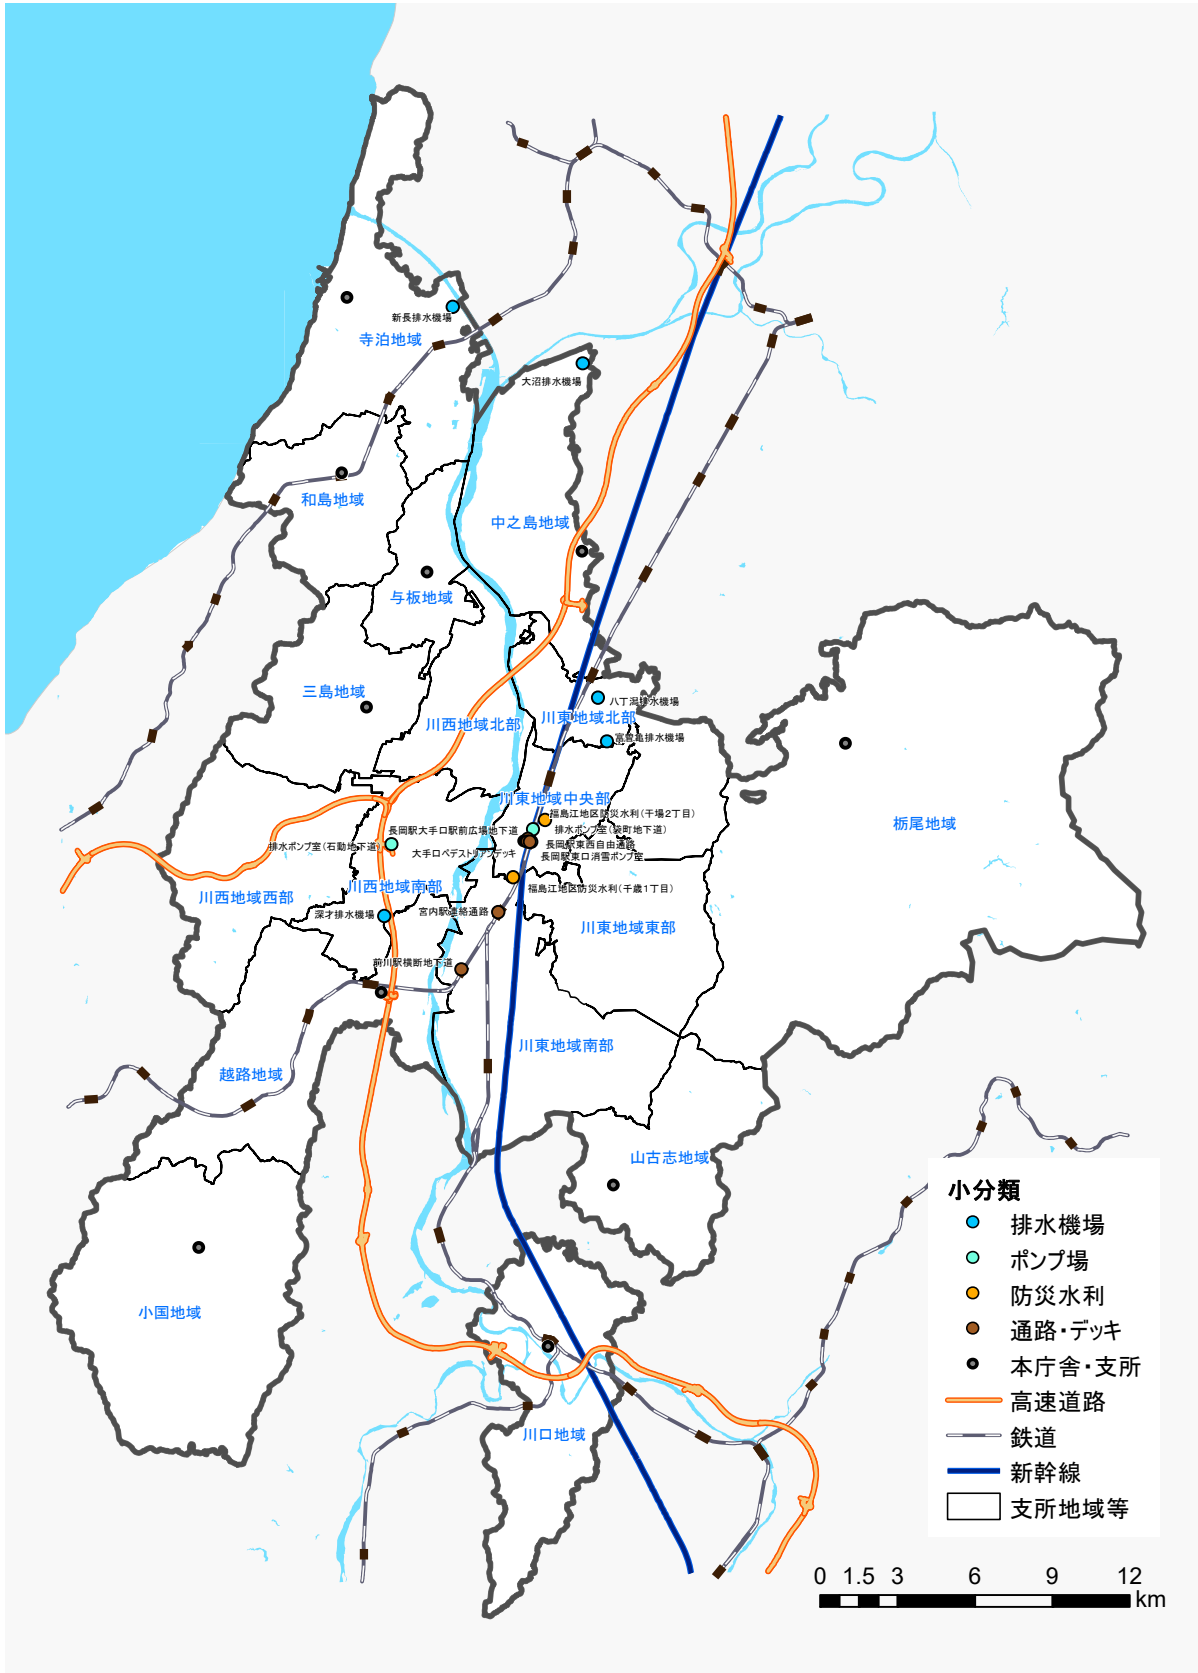 新長排水機場
寺泊地域
大沼排水機場
和島地域
中之島地域
与板地域
三島地域
八丁潟排水機場
川西地域北部
川東地域北部
富曽亀排水機場
川東地域中央部
福島江地区防災水利(干場2丁目)
長岡駅大手口駅前広場地下道
排水ポンプ室(袋町地下道)
栃尾地域
排水ポンプ室(石動地下道)
長岡駅東西自由通路
大手口ペデストリアンデッキ
長岡駅東口消雪ポンプ室
川西地域西部
川西地域南部
福島江地区防災水利(千歳1丁目)
深才排水機場
宮内駅連絡通路
川東地域東部
前川駅横断地下道
川東地域南部
越路地域
山古志地域
小国地域
川口地域
小分類
排水機場
ポンプ場
防災水利
通路・デッキ
本庁舎・支所
高速道路
鉄道
新幹線
支所地域等
0 1.5 3 6 9 12
km